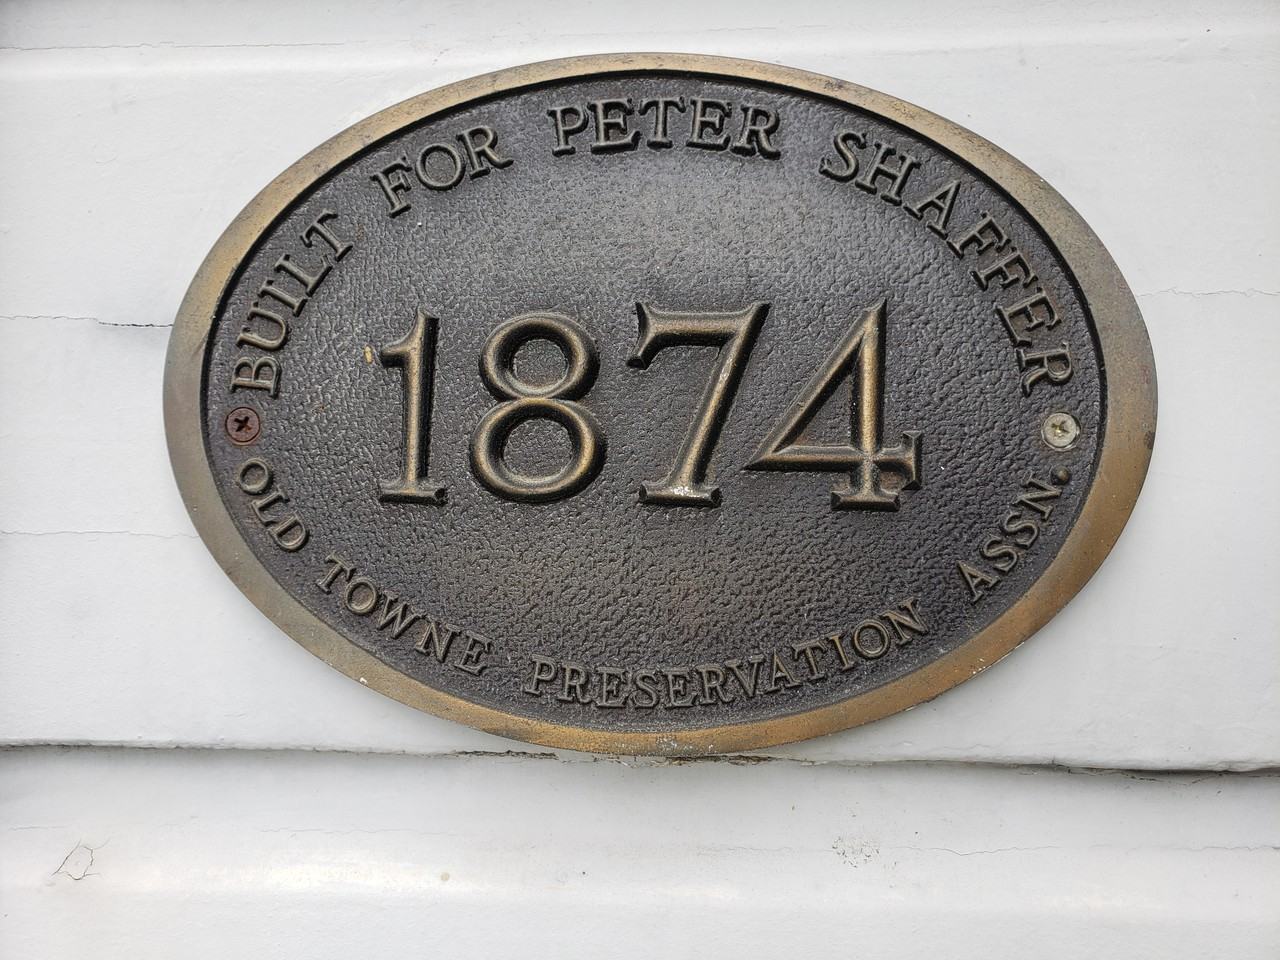 BUILT FOR PETER SHAFFER
1874
OLD TOWNE PRESERVATION ASSN.